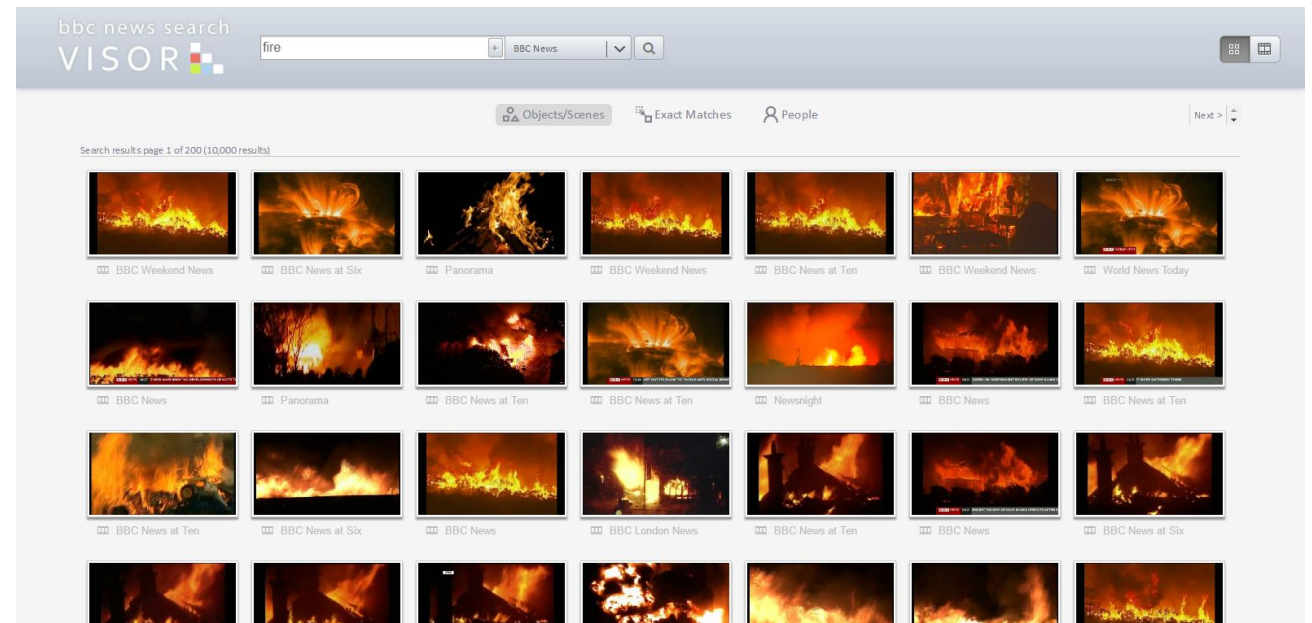 bbc news search
VISOR
fire
+
BBC News
Objects/Scenes
Exact Matches
People
Next >
Search results page 1 of 200 (10,000 results)
BBC Weekend News
BBC News at Six
Panorama
BBC Weekend News
BBC News at Ten
BBC Weekend News
World News Today
BBC News
Panorama
BBC News at Ten
BBC News at Ten
Newsnight
BBC News
BBC News at Ten
BBC News at Ten
BBC News at Six
BBC News
BBC London News
BBC News at Ten
BBC News
BBC News at Six